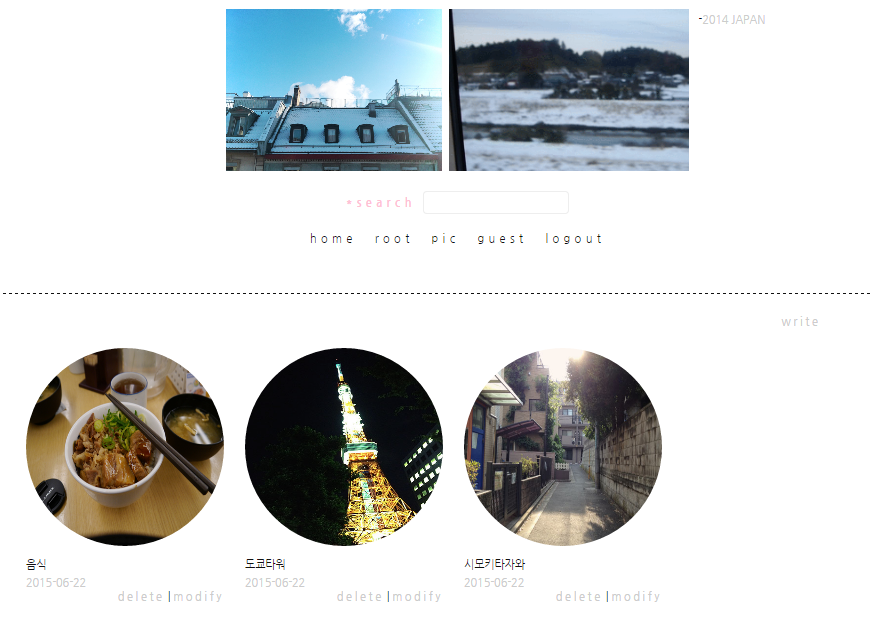 -2014 JAPAN
*search
home root pic guest logout
write
음식 도쿄타워 시모키타자와
2015-06-22 2015-06-22 2015-06-22
delete |modify delete |modify delete |modify